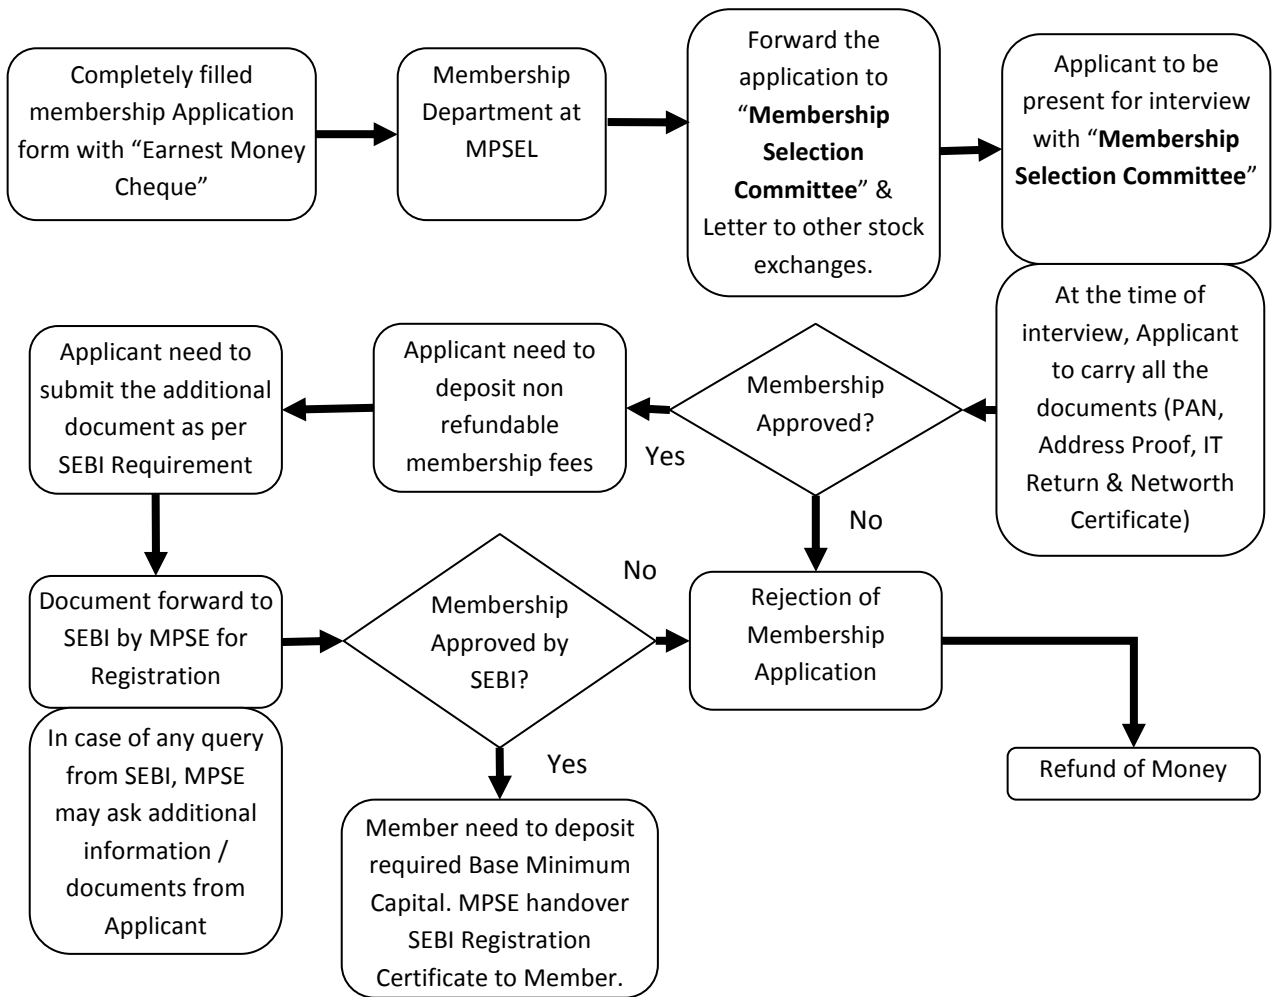 Completely filled
membership Application
form with “Earnest Money
Cheque”
Membership
Department at
MPSEL
Forward the
application to
“Membership
Selection
Committee” &
Letter to other stock
exchanges.
Applicant to be
present for interview
with “Membership
Selection Committee”
At the time of
interview, Applicant
to carry all the
documents (PAN,
Address Proof, IT
Return & Networth
Certificate)
Membership
Approved?
Yes
No
Applicant need to
deposit non
refundable
membership fees
Applicant need to
submit the additional
document as per
SEBI Requirement
Document forward to
SEBI by MPSE for
Registration
In case of any query
from SEBI, MPSE
may ask additional
information /
documents from
Applicant
Membership
Approved by
SEBI?
No
Yes
Rejection of
Membership
Application
Refund of Money
Member need to deposit
required Base Minimum
Capital. MPSE handover
SEBI Registration
Certificate to Member.